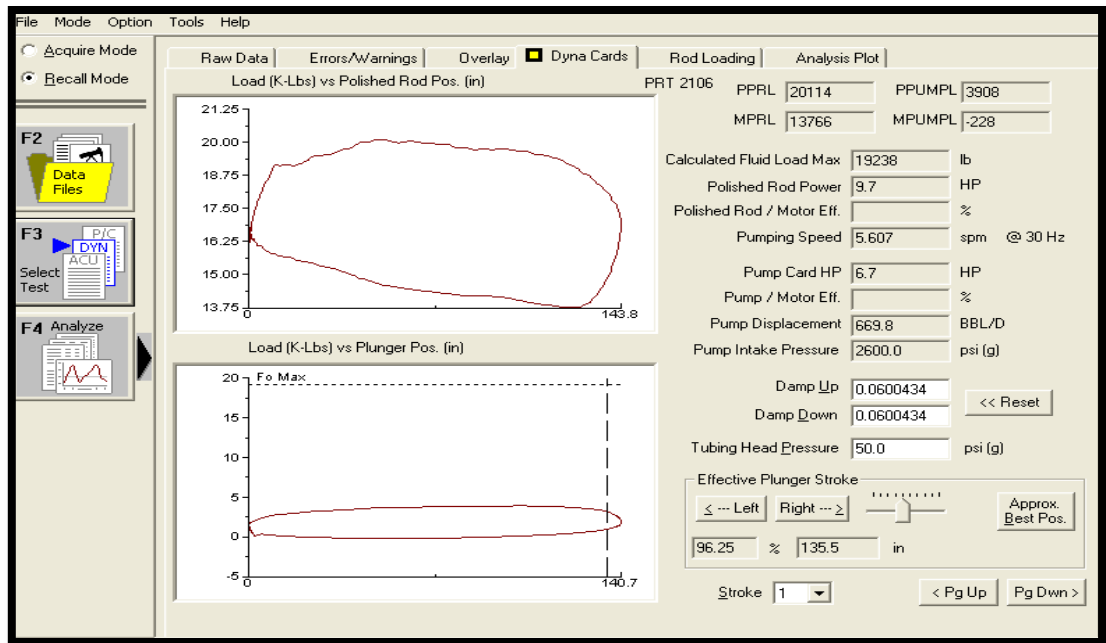 File Mode Option Tools Help
Acquire Mode
Recall Mode
F2
Data
Files
F3
P/C
DYN
ACU
Select
Test
F4 Analyze
Raw Data Errors/Warnings Overlay Dyna Cards Rod Loading Analysis Plot
Load (K-Lbs) vs Polished Rod Pos. (in)
21.25
20.00
18.75
17.50
16.25
15.00
13.75
0 143.8
Load (K-Lbs) vs Plunger Pos. (in)
20 Fo Max
15
10
5
0
-5
0 140.7
PRT 2106 PPRL 20114 PPUMPL 3908
MPRL 13766 MPUMPL -228
Calculated Fluid Load Max 19238 lb
Polished Rod Power 9.7 HP
Polished Rod / Motor Eff. %
Pumping Speed 5.607 spm @ 30 Hz
Pump Card HP 6.7 HP
Pump / Motor Eff. %
Pump Displacement 669.8 BBL/D
Pump Intake Pressure 2600.0 psi (g)
Damp Up 0.0600434
<< Reset
Damp Down 0.0600434
Tubing Head Pressure 50.0 psi (g)
Effective Plunger Stroke
< --- Left Right --- >
Approx.
Best Pos.
96.25 % 135.5 in
Stroke 1 < Pg Up Pg Dwn >